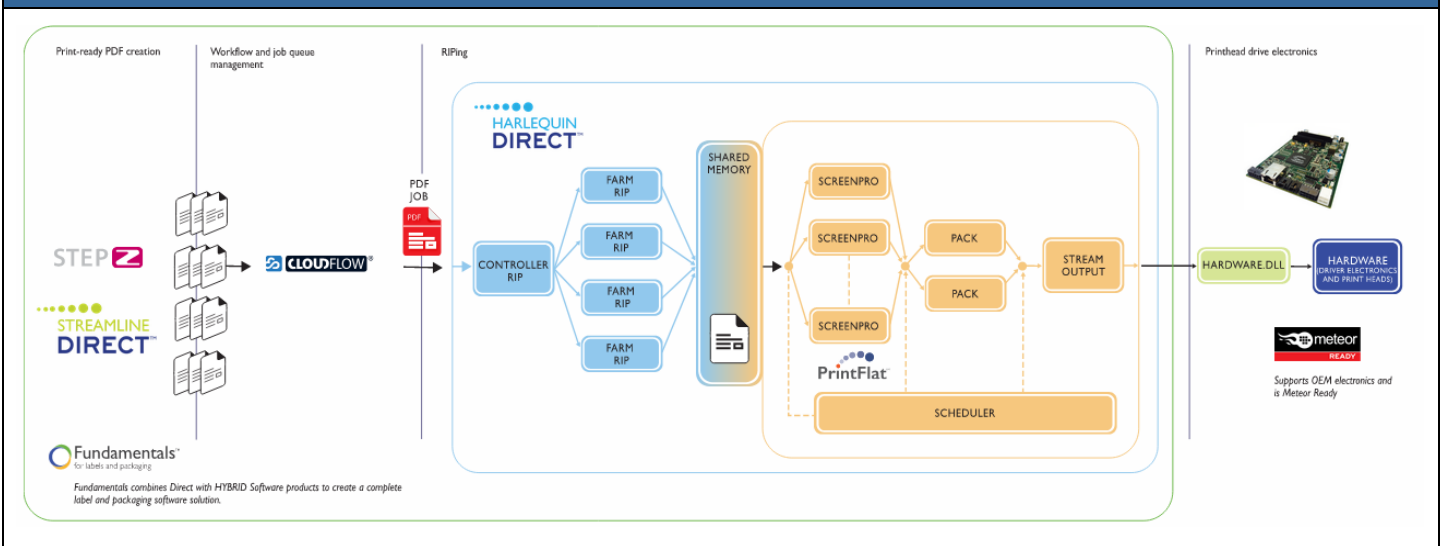 Print-ready PDF creation
Workflow and job queue
management
RIPing
Printhead drive electronics
HARLEQUIN
DIRECT™
PDF
JOB
PDF
STEP Z
STREAMLINE
DIRECT™
CLOUDFLOW®
CONTROLLER
RIP
FARM
RIP
FARM
RIP
FARM
RIP
FARM
RIP
SHARED
MEMORY
SCREENPRO
SCREENPRO
SCREENPRO
PACK
PACK
STREAM
OUTPUT
PrintFlat™
SCHEDULER
HARDWARE.DLL
HARDWARE
(DRIVER ELECTRONICS
AND PRINT HEADS)
meteor
READY
Supports OEM electronics and
is Meteor Ready
Fundamentals™
for labels and packaging
Fundamentals combines Direct with HYBRID Software products to create a complete
label and packaging software solution.